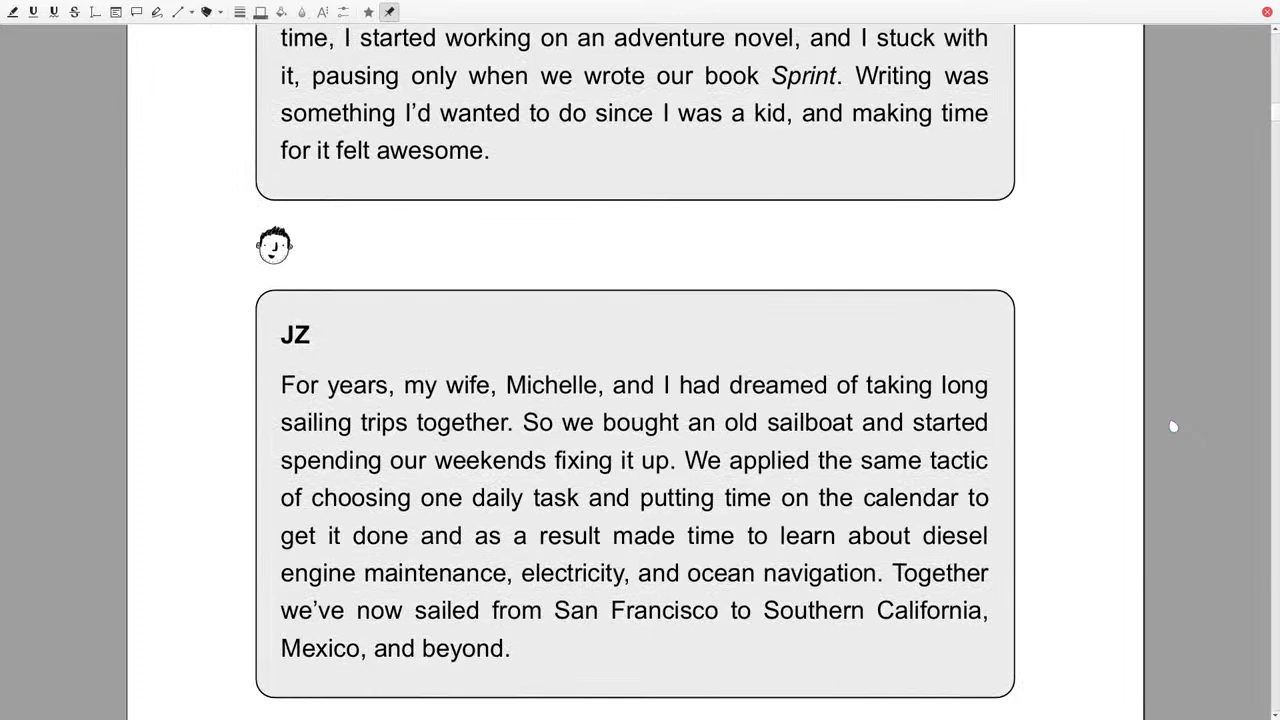 time, I started working on an adventure novel, and I stuck with
it, pausing only when we wrote our book Sprint. Writing was
something I’d wanted to do since I was a kid, and making time
for it felt awesome.
JZ
For years, my wife, Michelle, and I had dreamed of taking long
sailing trips together. So we bought an old sailboat and started
spending our weekends fixing it up. We applied the same tactic
of choosing one daily task and putting time on the calendar to
get it done and as a result made time to learn about diesel
engine maintenance, electricity, and ocean navigation. Together
we’ve now sailed from San Francisco to Southern California,
Mexico, and beyond.